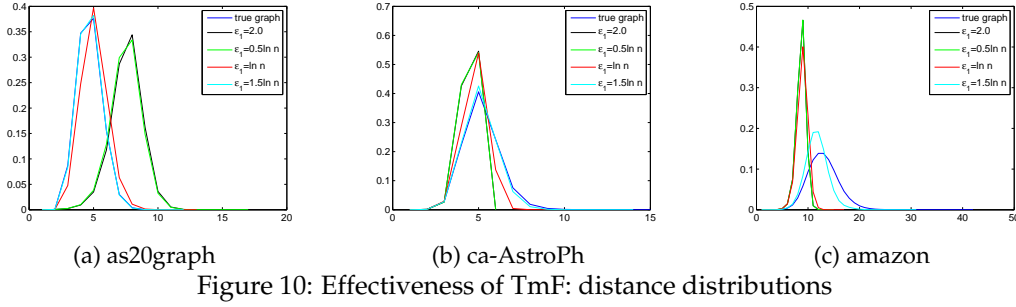 0.4
0.35
0.3
0.25
0.2
0.15
0.1
0.05
0
0 5 10 15 20
true graph
ε1=2.0
ε1=0.5ln n
ε1=ln n
ε1=1.5ln n
(a) as20graph
0.7
0.6
0.5
0.4
0.3
0.2
0.1
0
0 5 10 15
true graph
ε1=2.0
ε1=0.5ln n
ε1=ln n
ε1=1.5ln n
(b) ca-AstroPh
0.5
0.4
0.3
0.2
0.1
0
0 10 20 30 40 50
true graph
ε1=2.0
ε1=0.5ln n
ε1=ln n
ε1=1.5ln n
(c) amazon
Figure 10: Effectiveness of TmF: distance distributions